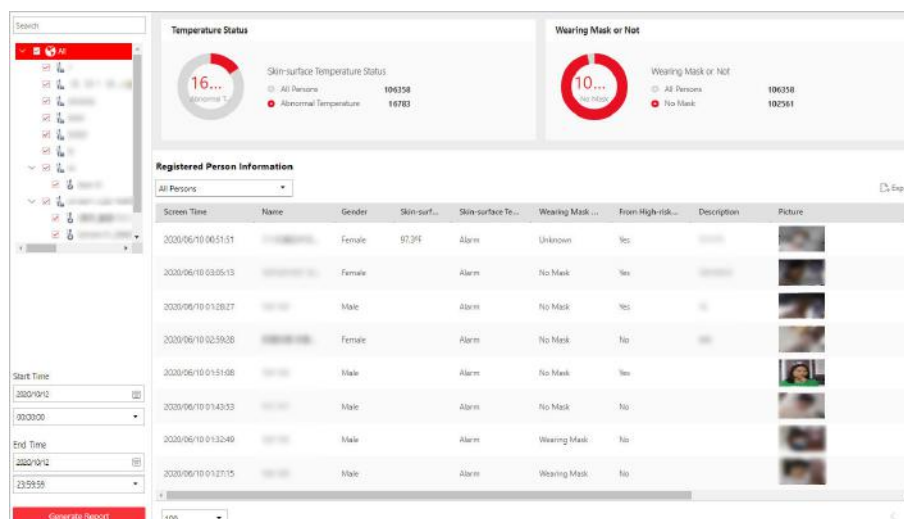 Search
All
Start Time
2020/10/12
00:00:00
End Time
2020/10/12
23:59:59
Generate Report
Temperature Status
16...
Abnormal T...
Skin-surface Temperature Status
All Persons 106358
Abnormal Temperature 16783
Wearing Mask or Not
10...
No Mask
Wearing Mask or Not
All Persons 106358
No Mask 102561
Registered Person Information
All Persons
Exp
Screen Time Name Gender Skin-surf... Skin-surface Te... Wearing Mask ... From High-risk... Description Picture
2020/06/10 00:51:51 Female 97.3°F Alarm Unknown Yes
2020/06/10 03:05:13 Female Alarm No Mask Yes
2020/06/10 01:28:27 Male Alarm No Mask Yes
2020/06/10 02:59:28 Female Alarm No Mask No
2020/06/10 01:51:08 Male Alarm No Mask Yes
2020/06/10 01:43:53 Male Alarm No Mask No
2020/06/10 01:32:49 Male Alarm Wearing Mask No
2020/06/10 01:27:15 Male Alarm Wearing Mask No
100